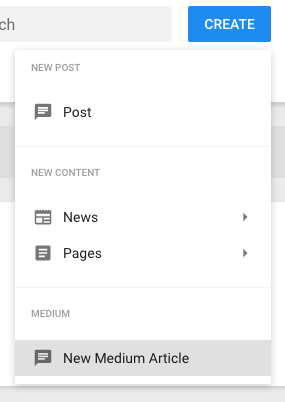 ch
CREATE
NEW POST
Post
NEW CONTENT
News
Pages
MEDIUM
New Medium Article